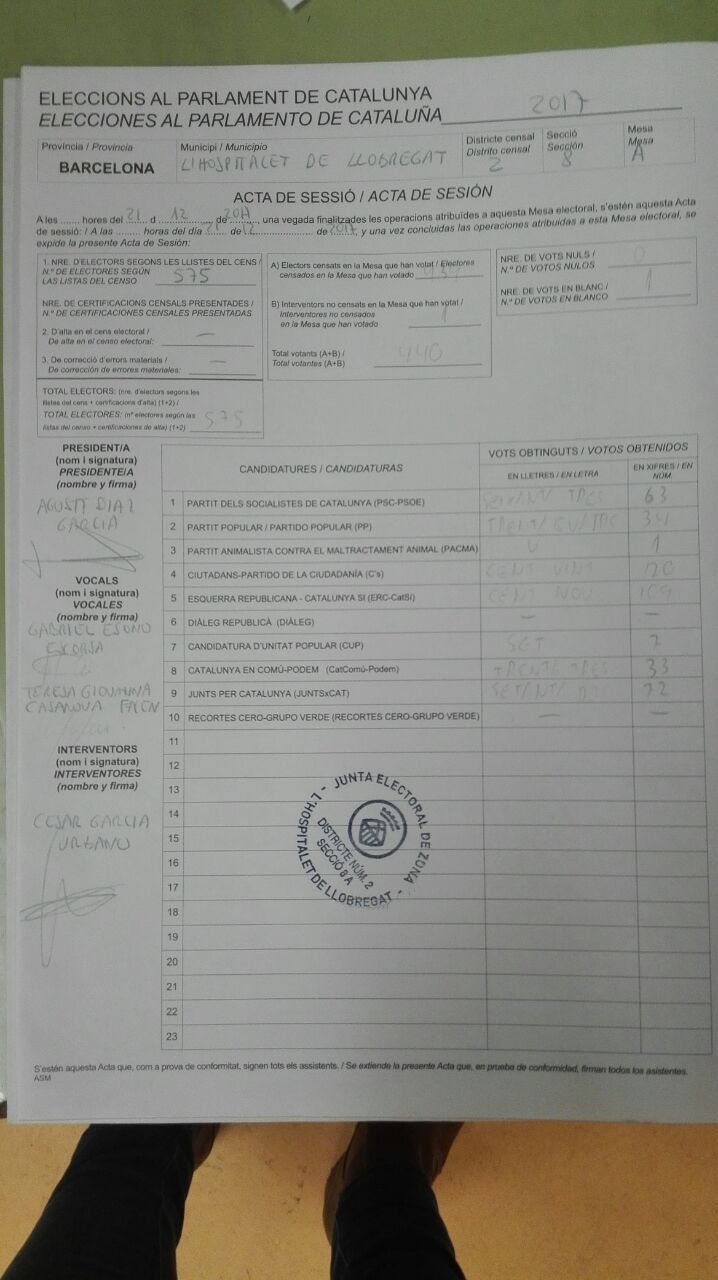 ELECCIONS AL PARLAMENT DE CATALUNYA
ELECCIONES AL PARLAMENTO DE CATALUÑA 2017
Província / Provincia
BARCELONA
Municipi / Municipio
L'HOSPITALET DE LLOBREGAT
Districte censal
Distrito censal
2
Secció
Sección
8
Mesa
Mesa
A
ACTA DE SESSIÓ / ACTA DE SESIÓN
A les ....... hores del 21 d 12 de 2017, una vegada finalitzades les operacions atribuïdes a aquesta Mesa electoral, s'estén aquesta Acta
de sessió: / A las ........ horas del día 21 de 12 de 2017 y una vez concluidas las operaciones atribuidas a esta Mesa electoral, se
expide la presente Acta de Sesión:
1. NRE. D'ELECTORS SEGONS LES LLISTES DEL CENS /
N.º DE ELECTORES SEGÚN
LAS LISTAS DEL CENSO 575
NRE. DE CERTIFICACIONS CENSALS PRESENTADES /
N.º DE CERTIFICACIONES CENSALES PRESENTADAS
2. D'alta en el cens electoral /
De alta en el censo electoral: —
3. De correcció d'errors materials /
De corrección de errores materiales: —
TOTAL ELECTORS: (nre. d'electors segons les
llistes del cens + certificacions d'alta) (1+2) /
TOTAL ELECTORES: (nº electores según las
listas del censo + certificaciones de alta) (1+2) 575
A) Electors censats en la Mesa que han votat / Electores
censados en la Mesa que han votado
B) Interventors no censats en la Mesa que han votat /
Interventores no censados
en la Mesa que han votado 1
Total votants (A+B) /
Total votantes (A+B) 440
NRE. DE VOTS NULS /
N.º DE VOTOS NULOS 0
NRE. DE VOTS EN BLANC /
N.º DE VOTOS EN BLANCO 1
PRESIDENT/A
(nom i signatura)
PRESIDENTE/A
(nombre y firma)
AGUSTÍ DIAZ
GARCIA
VOCALS
(nom i signatura)
VOCALES
(nombre y firma)
GABRIEL
TERESA GIOVANNA
CASANOVA
INTERVENTORS
(nom i signatura)
INTERVENTORES
(nombre y firma)
CESAR GARCIA
URBANO
CANDIDATURES / CANDIDATURAS
VOTS OBTINGUTS / VOTOS OBTENIDOS
EN LLETRES / EN LETRA
EN XIFRES / EN
NÚM.
1 PARTIT DELS SOCIALISTES DE CATALUNYA (PSC-PSOE) SEIXANTA TRES 63
2 PARTIT POPULAR / PARTIDO POPULAR (PP) 34
3 PARTIT ANIMALISTA CONTRA EL MALTRACTAMENT ANIMAL (PACMA) U 1
4 CIUTADANS-PARTIDO DE LA CIUDADANÍA (C's) CENT VINT 120
5 ESQUERRA REPUBLICANA - CATALUNYA SI (ERC-CatSí) CENT NOU 109
6 DIÀLEG REPUBLICÀ (DIÀLEG) — —
7 CANDIDATURA D'UNITAT POPULAR (CUP) SET 7
8 CATALUNYA EN COMÚ-PODEM (CatComú-Podem) TRENTA TRES 33
9 JUNTS PER CATALUNYA (JUNTSxCAT) 72
10 RECORTES CERO-GRUPO VERDE (RECORTES CERO-GRUPO VERDE) — —
11
12
13
14
15
16
17
18
19
20
21
22
23
JUNTA ELECTORAL DE ZONA
L'HOSPITALET DE LLOBREGAT
DISTRICTE NÚM. 2
SECCIÓ 8 A
S'estén aquesta Acta que, com a prova de conformitat, signen tots els assistents. / Se extiende la presente Acta que, en prueba de conformidad, firman todos los asistentes.
ASM